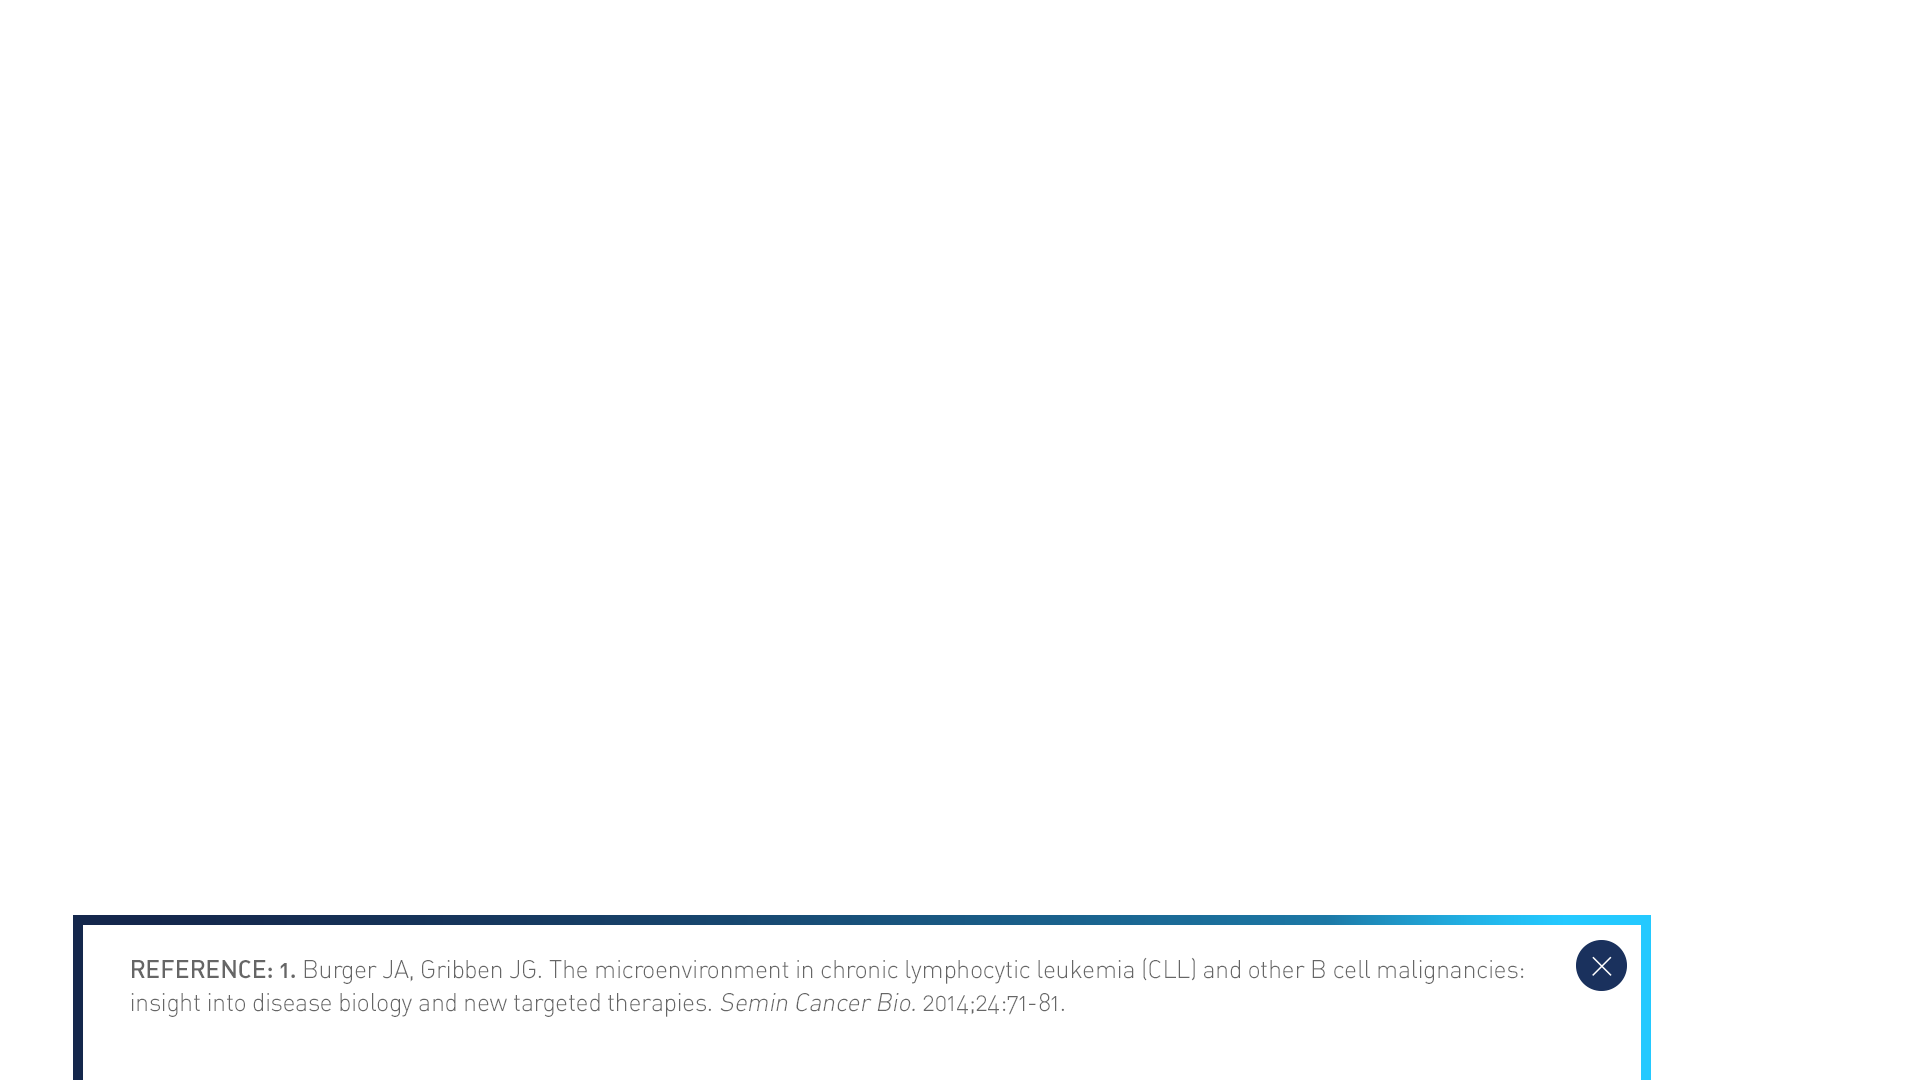 REFERENCE: 1. Burger JA, Gribben JG. The microenvironment in chronic lymphocytic leukemia (CLL) and other B cell malignancies:
insight into disease biology and new targeted therapies. Semin Cancer Bio. 2014;24:71-81.